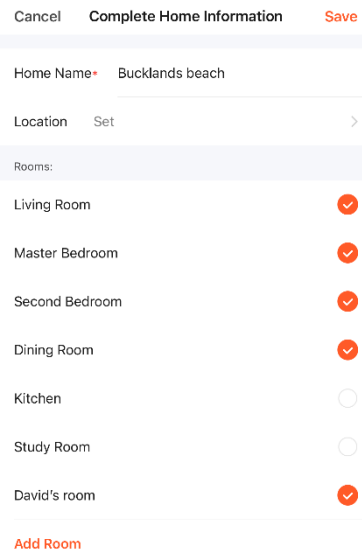 Cancel Complete Home Information Save
Home Name* Bucklands beach
Location Set
Rooms:
Living Room
Master Bedroom
Second Bedroom
Dining Room
Kitchen
Study Room
David's room
Add Room